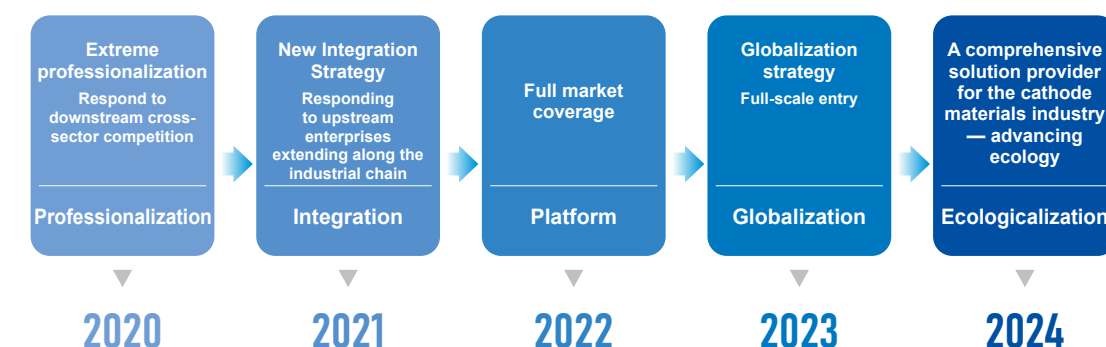 Extreme
professionalization
Respond to
downstream cross-
sector competition
Professionalization
2020
New Integration
Strategy
Responding
to upstream
enterprises
extending along the
industrial chain
Integration
2021
Full market
coverage
Platform
2022
Globalization
strategy
Full-scale entry
Globalization
2023
A comprehensive
solution provider
for the cathode
materials industry
— advancing
ecology
Ecologicalization
2024